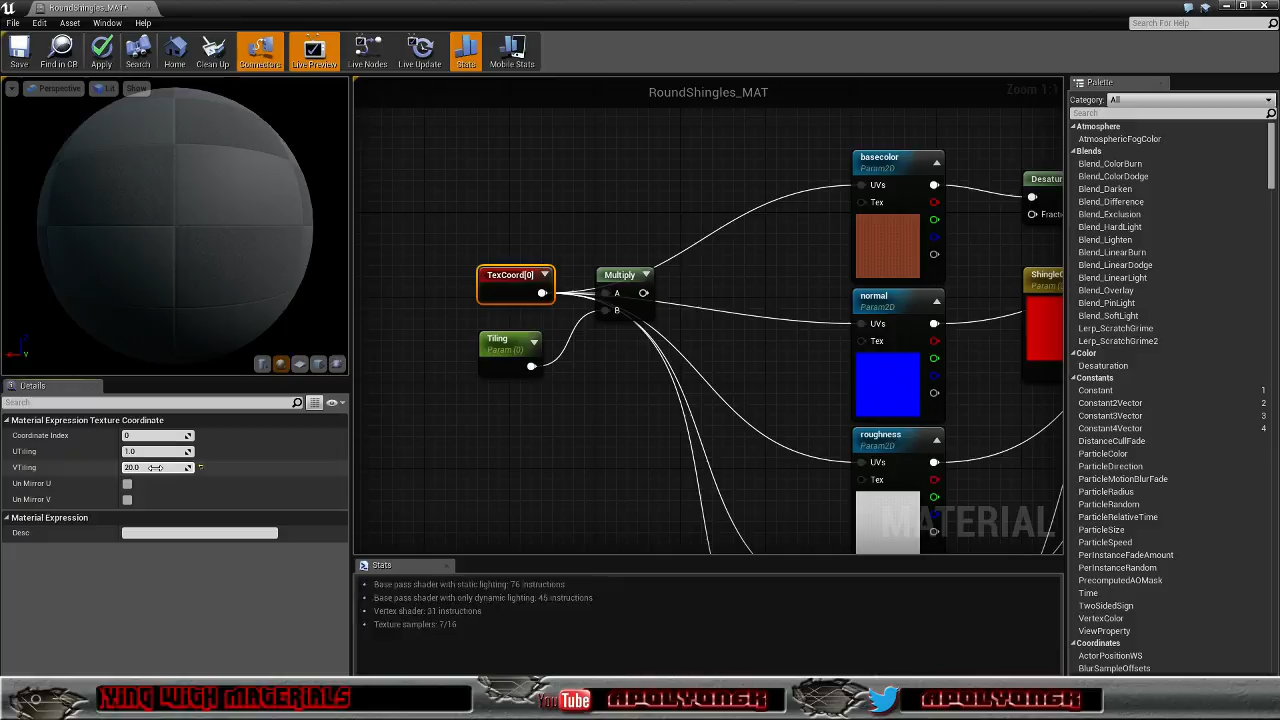 RoundShingles_MAT*
File
Edit
Asset
Window
Help
Search For Help
Save
Find in CB
Apply
Search
Home
Clean Up
Connectors
Live Preview
Live Nodes
Live Update
Stats
Mobile Stats
Perspective
Lit
Show
RoundShingles_MAT
Zoom 1:1
TexCoord[0]
Multiply
A
B
Tiling
Param (0)
basecolor
Param2D
UVs
Tex
normal
Param2D
UVs
Tex
roughness
Param2D
UVs
Tex
MATERIAL
Details
Search
Material Expression Texture Coordinate
Coordinate Index
0
UTiling
1.0
VTiling
20.0
Un Mirror U
Un Mirror V
Material Expression
Desc
Stats
Base pass shader with static lighting: 76 instructions
Base pass shader with only dynamic lighting: 45 instructions
Vertex shader: 31 instructions
Texture samplers: 7/16
Palette
Category:
All
Search
Atmosphere
AtmosphericFogColor
Blends
Blend_ColorBurn
Blend_ColorDodge
Blend_Darken
Blend_Difference
Blend_Exclusion
Blend_HardLight
Blend_Lighten
Blend_LinearBurn
Blend_LinearDodge
Blend_LinearLight
Blend_Overlay
Blend_PinLight
Blend_SoftLight
Lerp_ScratchGrime
Lerp_ScratchGrime2
Color
Desaturation
Constants
Constant
1
Constant2Vector
2
Constant3Vector
3
Constant4Vector
4
DistanceCullFade
ParticleColor
ParticleDirection
ParticleMotionBlurFade
ParticleRadius
ParticleRandom
ParticleRelativeTime
ParticleSize
ParticleSpeed
PerInstanceFadeAmount
PerInstanceRandom
PrecomputedAOMask
Time
TwoSidedSign
VertexColor
ViewProperty
Coordinates
ActorPositionWS
BlurSampleOffsets
XING WITH MATERIALS
You Tube